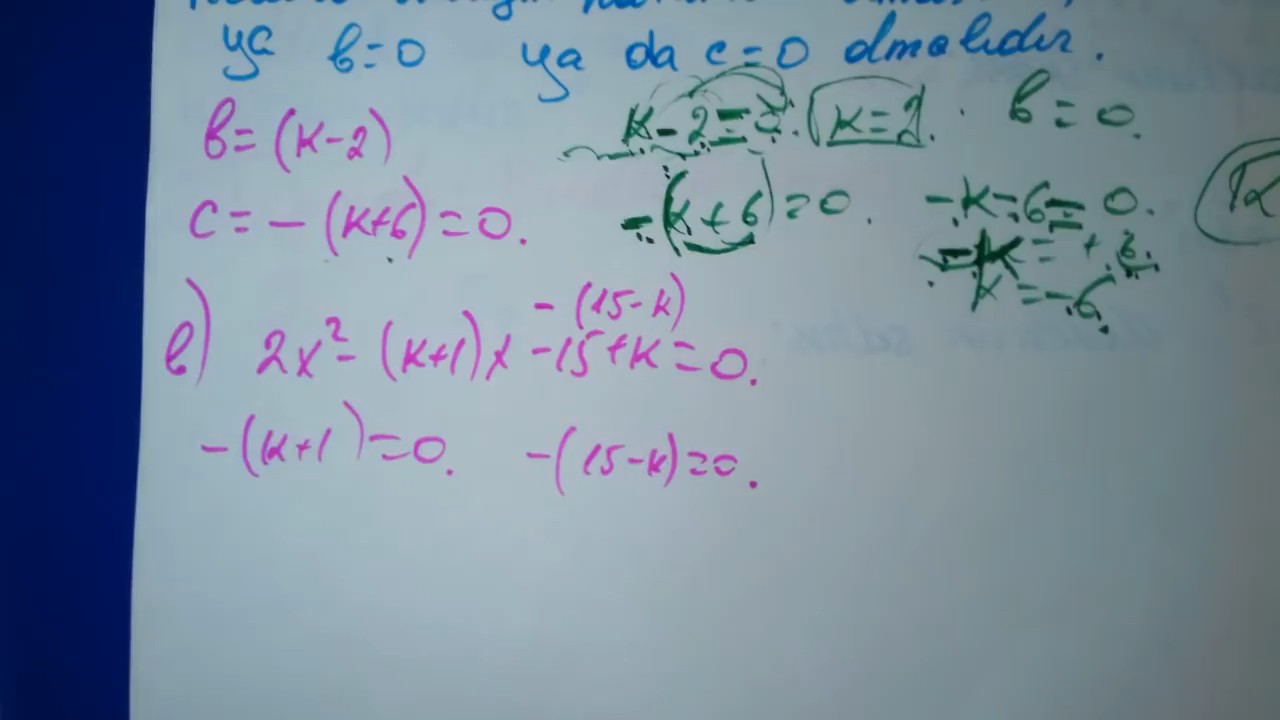 ya b=0 ya da c=0 olmalıdır.
b=(k-2) k-2=0. k=2. b=0.
c=-(k+6)=0. -(k+6)=0. -k-6=0.
-k=+6.
k=-6.
-(15-k)
e) 2x²-(k+1)x-15+k=0.
-(k+1)=0. -(15-k)=0.